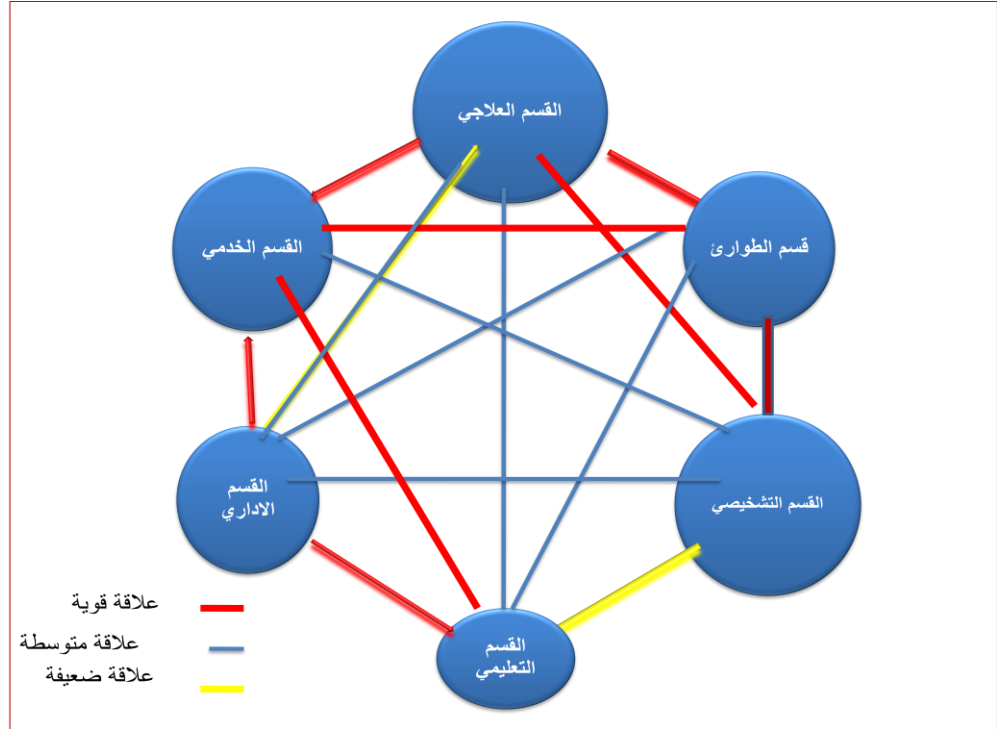 القسم العلاجي
القسم الخدمي
قسم الطوارئ
القسم
الاداري
القسم التشخيصي
القسم
التعليمي
علاقة قوية
علاقة متوسطة
علاقة ضعيفة